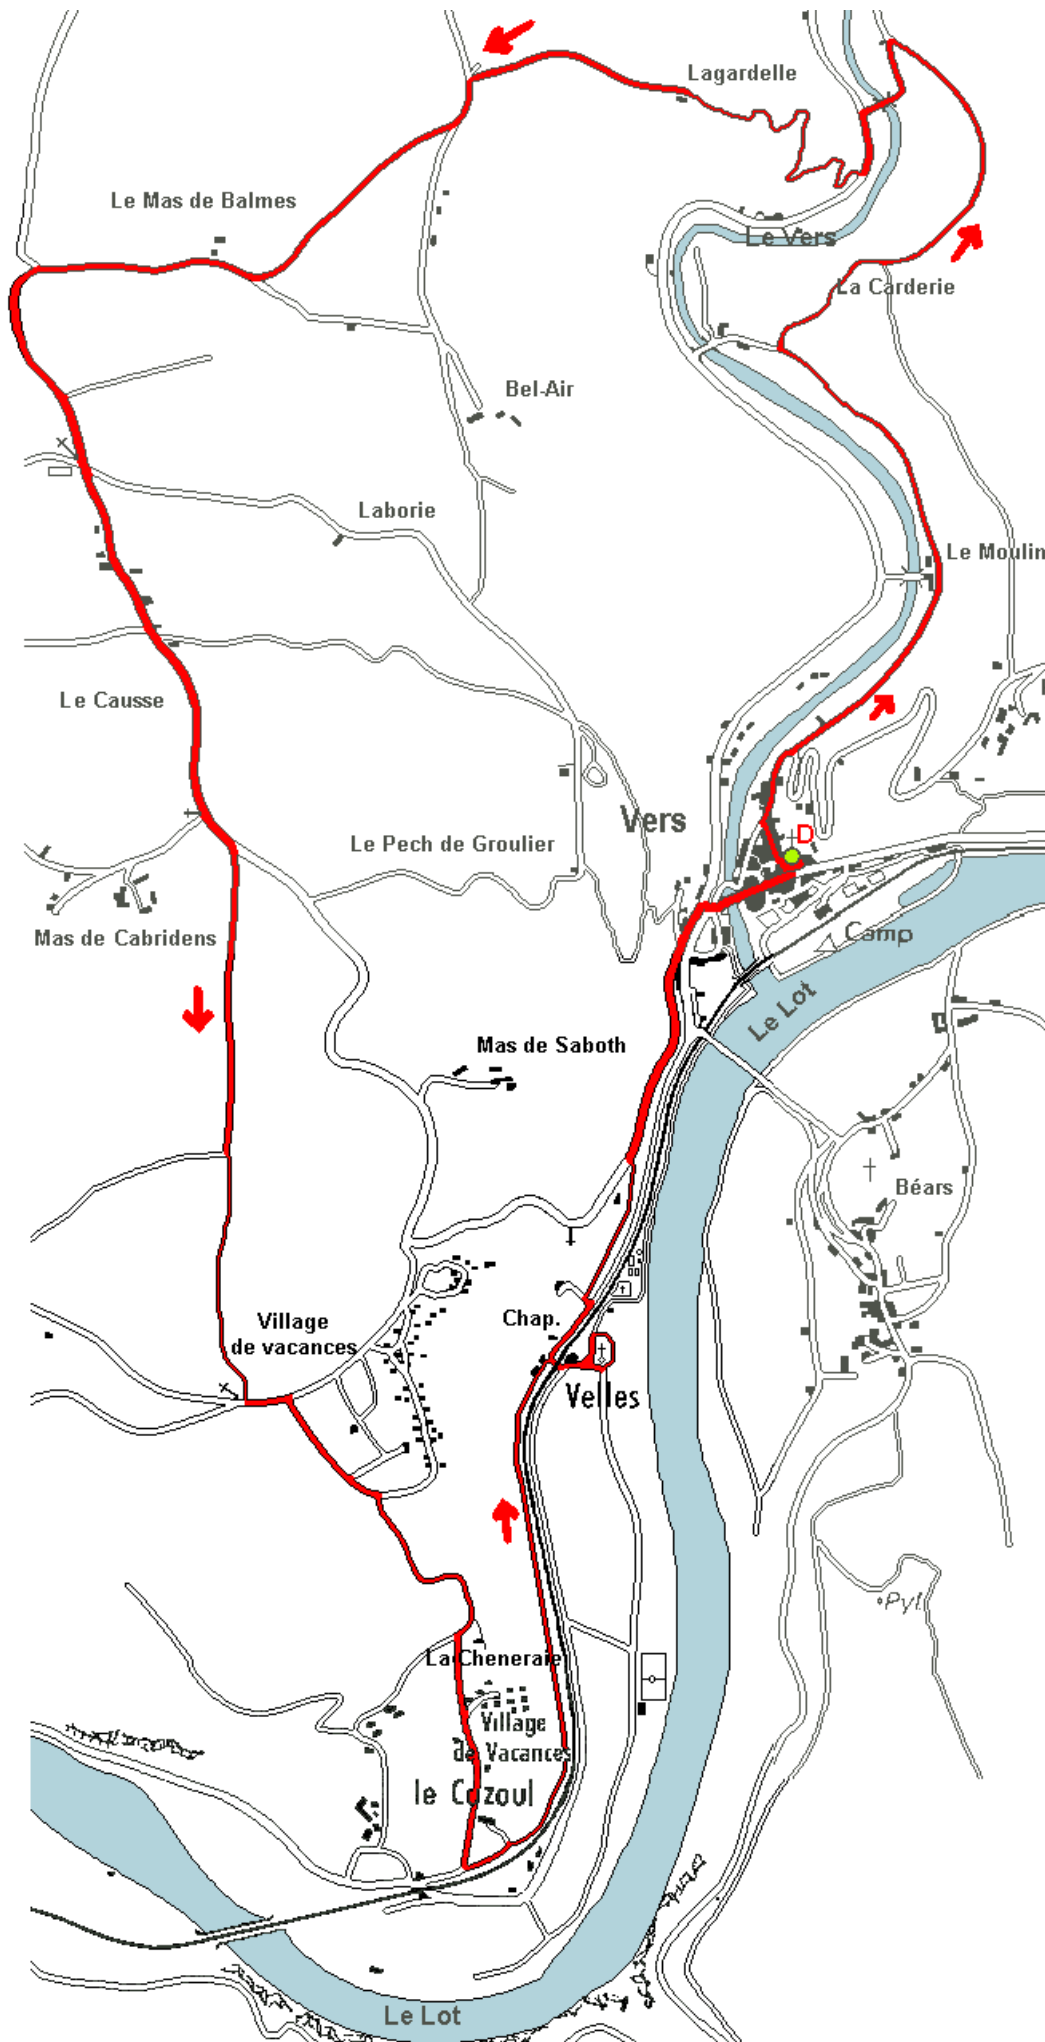 Lagardelle
Le Mas de Balmes
Le Vers
La Carderie
Bel-Air
Laborie
Le Moulin
Le Causse
Vers
D
Le Pech de Groulier
Mas de Cabridens
Camp
Le Lot
Mas de Saboth
Béars
Village
de vacances
Chap.
Velles
Pyl.
La Cheneraie
Village
de Vacances
le Cuzoul
Le Lot